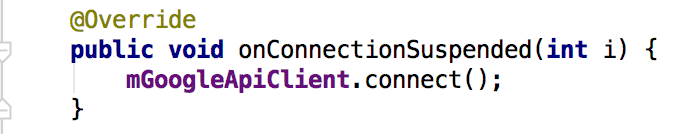 @Override
public void onConnectionSuspended(int i) {
    mGoogleApiClient.connect();
}